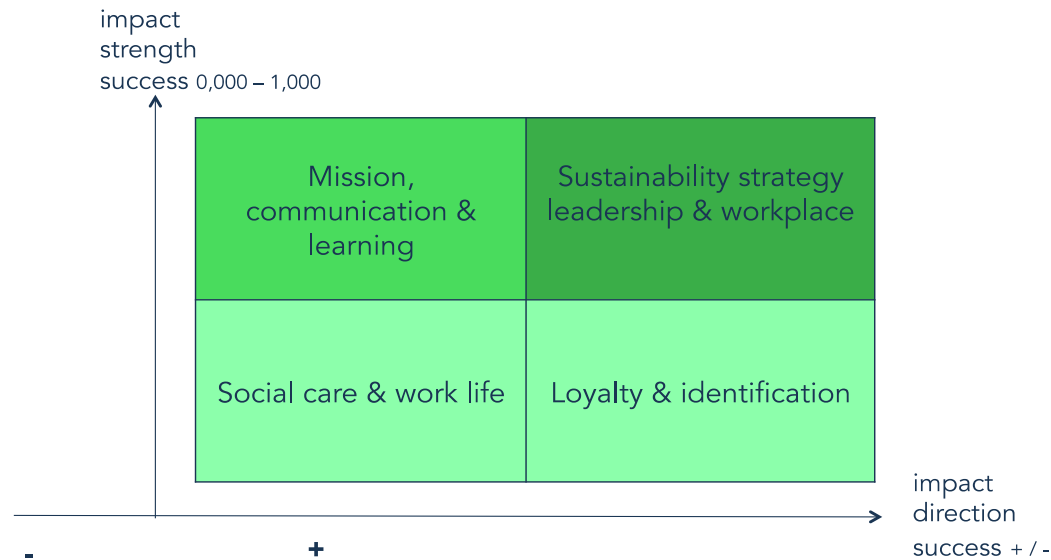 impact
strength
success 0,000 – 1,000
Mission,
communication &
learning
Sustainability strategy
leadership & workplace
Social care & work life
Loyalty & identification
impact
direction
success + / –
- +